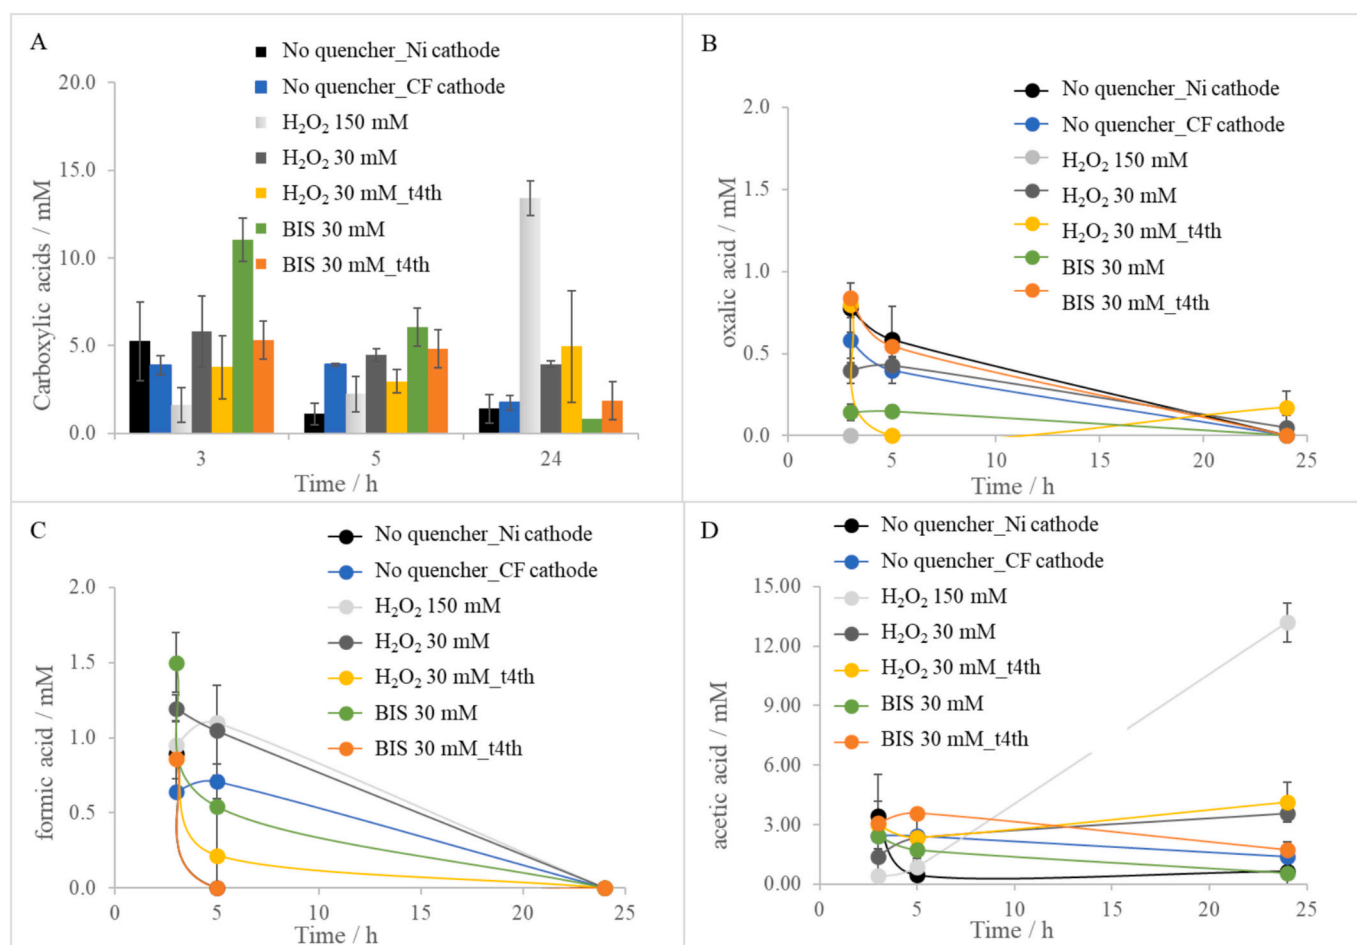 A
No quencher_Ni cathode
No quencher_CF cathode
H₂O₂ 150 mM
H₂O₂ 30 mM
H₂O₂ 30 mM_t4th
BIS 30 mM
BIS 30 mM_t4th
Carboxylic acids / mM
20.0
15.0
10.0
5.0
0.0
3
5
24
Time / h
B
No quencher_Ni cathode
No quencher_CF cathode
H₂O₂ 150 mM
H₂O₂ 30 mM
H₂O₂ 30 mM_t4th
BIS 30 mM
BIS 30 mM_t4th
oxalic acid / mM
2.0
1.5
1.0
0.5
0.0
0
5
10
15
20
25
Time / h
C
No quencher_Ni cathode
No quencher_CF cathode
H₂O₂ 150 mM
H₂O₂ 30 mM
H₂O₂ 30 mM_t4th
BIS 30 mM
BIS 30 mM_t4th
formic acid / mM
2.0
1.5
1.0
0.5
0.0
0
5
10
15
20
25
Time / h
D
No quencher_Ni cathode
No quencher_CF cathode
H₂O₂ 150 mM
H₂O₂ 30 mM
H₂O₂ 30 mM_t4th
BIS 30 mM
BIS 30 mM_t4th
acetic acid / mM
15.00
12.00
9.00
6.00
3.00
0.00
0
5
10
15
20
25
Time / h